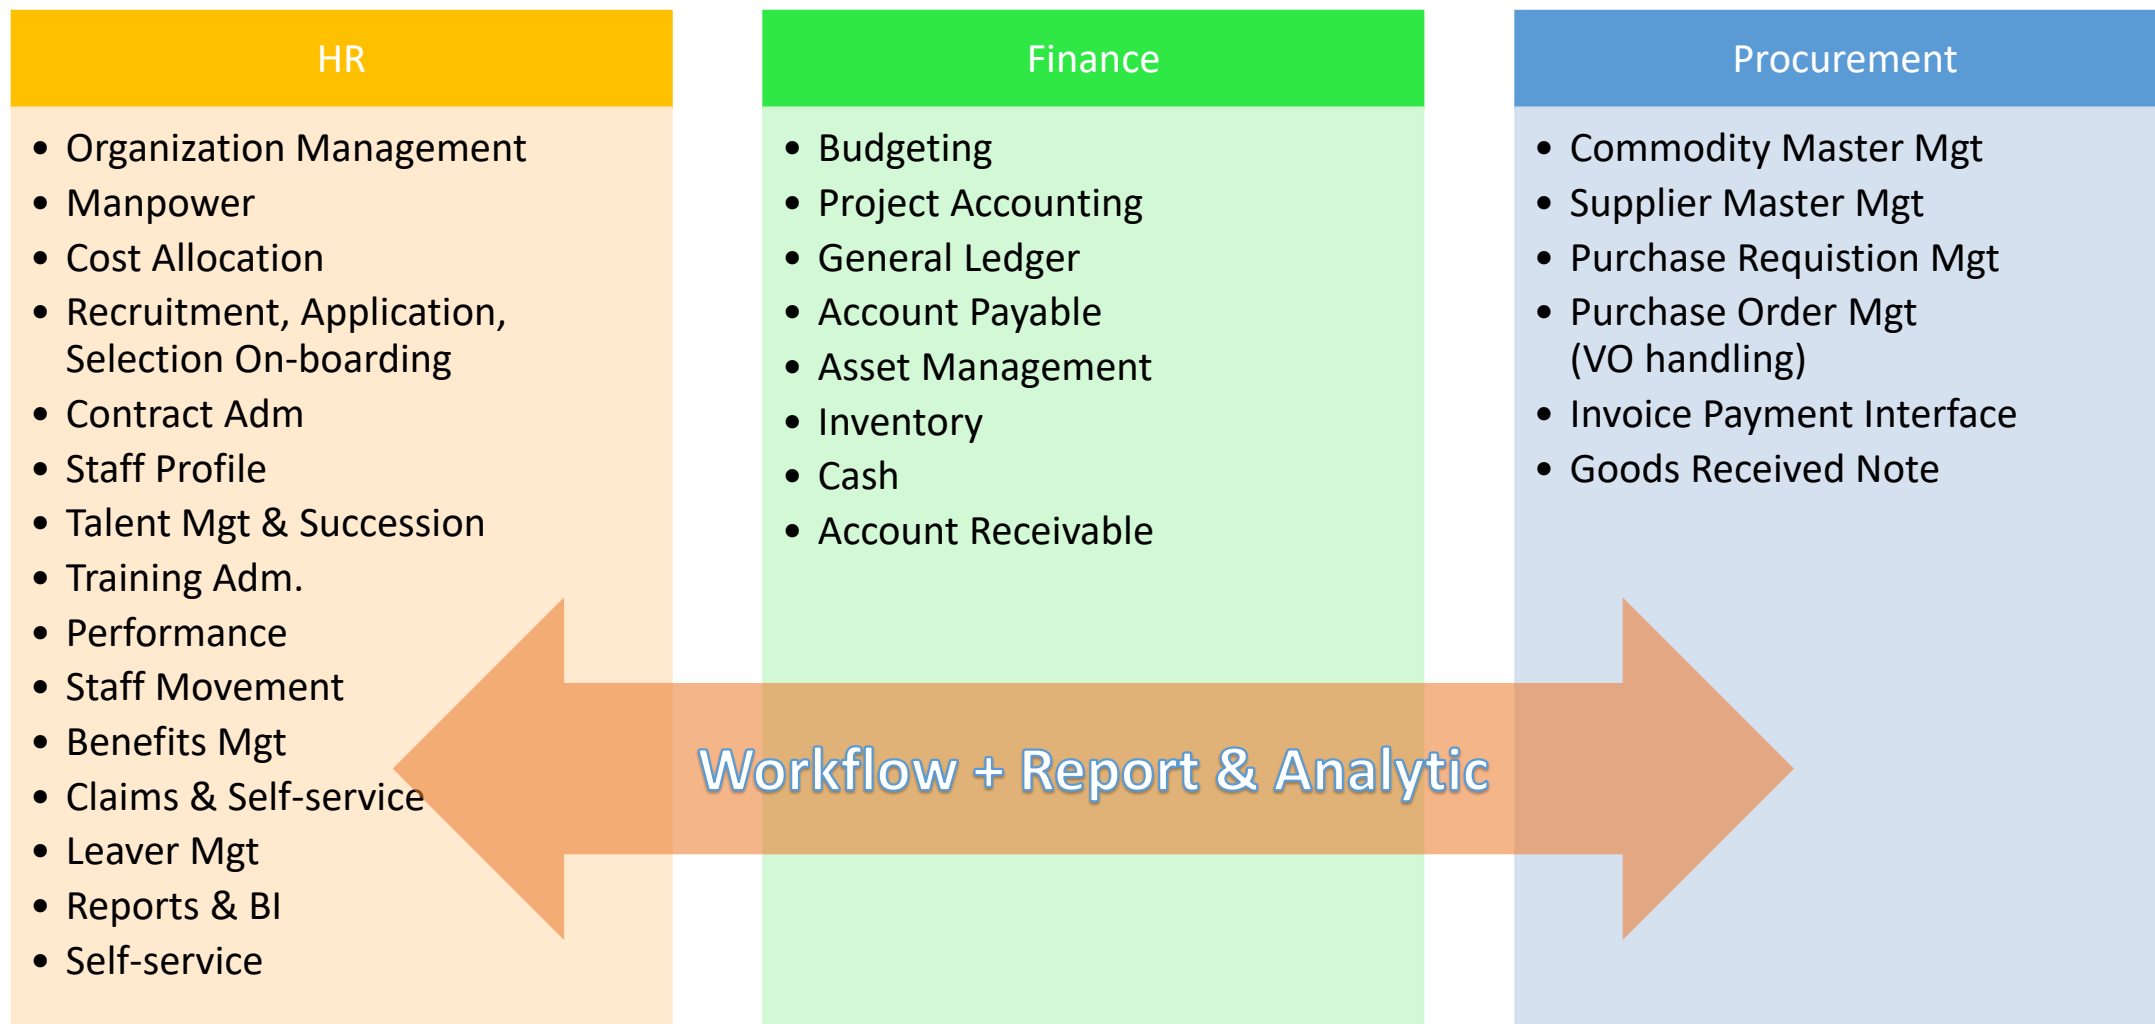 HR
• Organization Management
• Manpower
• Cost Allocation
• Recruitment, Application,
Selection On-boarding
• Contract Adm
• Staff Profile
• Talent Mgt & Succession
• Training Adm.
• Performance
• Staff Movement
• Benefits Mgt
• Claims & Self-service
• Leaver Mgt
• Reports & BI
• Self-service
Finance
• Budgeting
• Project Accounting
• General Ledger
• Account Payable
• Asset Management
• Inventory
• Cash
• Account Receivable
Procurement
• Commodity Master Mgt
• Supplier Master Mgt
• Purchase Requistion Mgt
• Purchase Order Mgt
(VO handling)
• Invoice Payment Interface
• Goods Received Note
Workflow + Report & Analytic